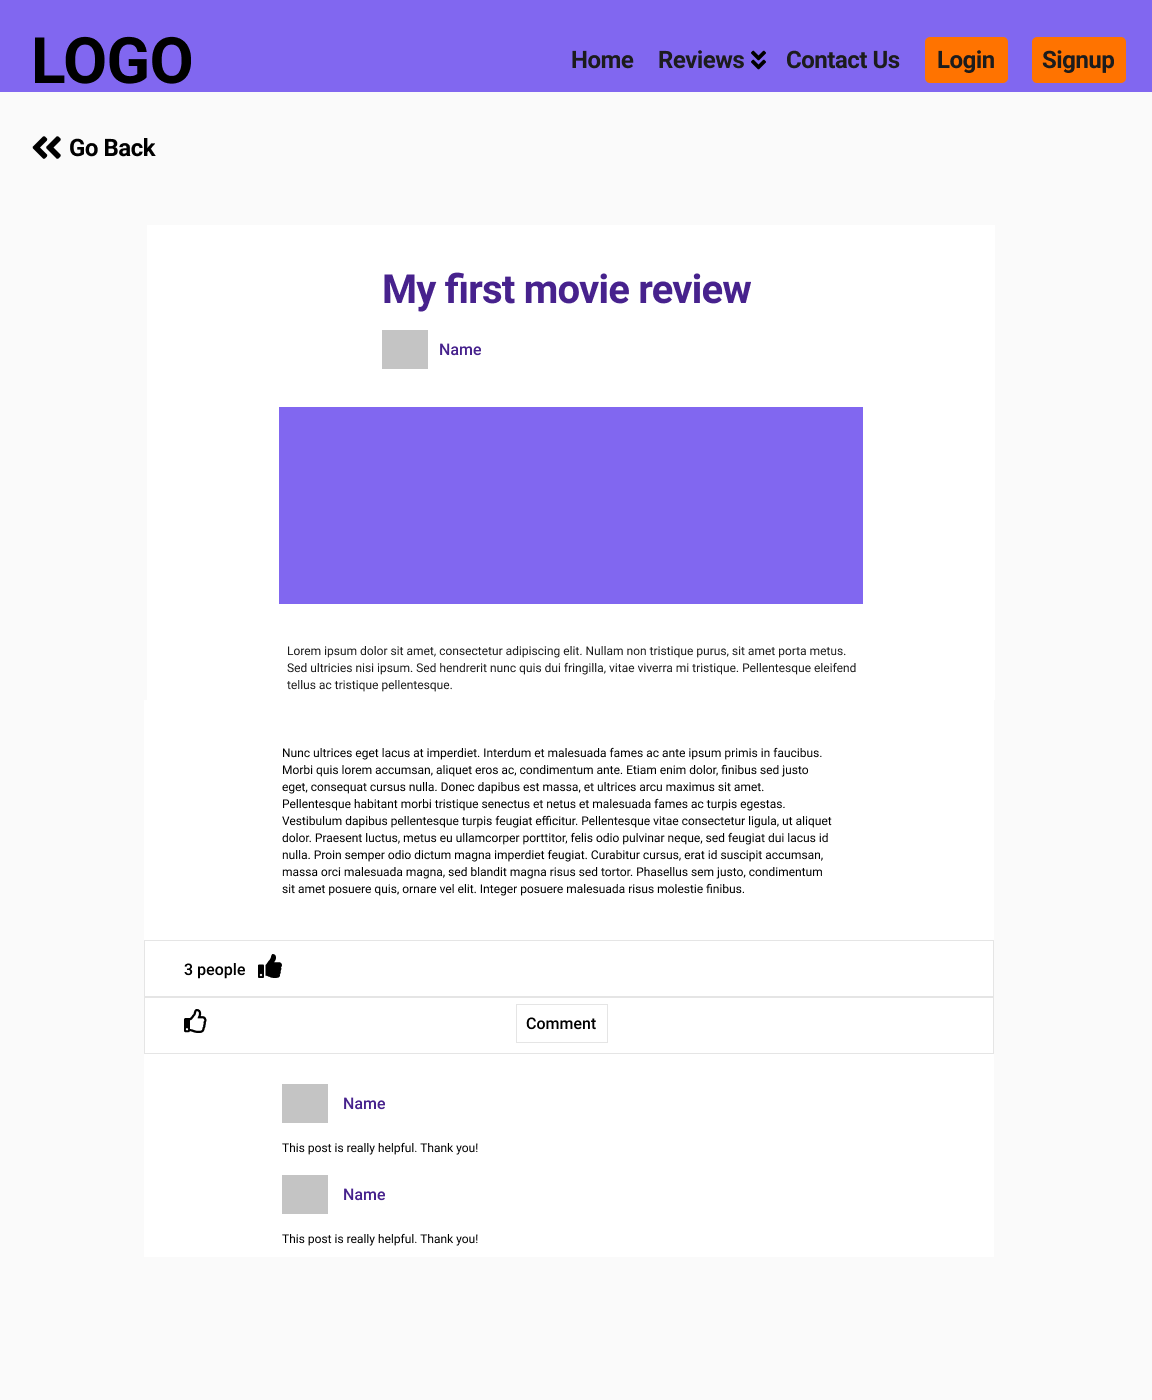 LOGO
Home Reviews Contact Us Login Signup
Go Back
My first movie review
Name
Lorem ipsum dolor sit amet, consectetur adipiscing elit. Nullam non tristique purus, sit amet porta metus.
Sed ultricies nisi ipsum. Sed hendrerit nunc quis dui fringilla, vitae viverra mi tristique. Pellentesque eleifend
tellus ac tristique pellentesque.
Nunc ultrices eget lacus at imperdiet. Interdum et malesuada fames ac ante ipsum primis in faucibus.
Morbi quis lorem accumsan, aliquet eros ac, condimentum ante. Etiam enim dolor, finibus sed justo
eget, consequat cursus nulla. Donec dapibus est massa, et ultrices arcu maximus sit amet.
Pellentesque habitant morbi tristique senectus et netus et malesuada fames ac turpis egestas.
Vestibulum dapibus pellentesque turpis feugiat efficitur. Pellentesque vitae consectetur ligula, ut aliquet
dolor. Praesent luctus, metus eu ullamcorper porttitor, felis odio pulvinar neque, sed feugiat dui lacus id
nulla. Proin semper odio dictum magna imperdiet feugiat. Curabitur cursus, erat id suscipit accumsan,
massa orci malesuada magna, sed blandit magna risus sed tortor. Phasellus sem justo, condimentum
sit amet posuere quis, ornare vel elit. Integer posuere malesuada risus molestie finibus.
3 people
Comment
Name
This post is really helpful. Thank you!
Name
This post is really helpful. Thank you!